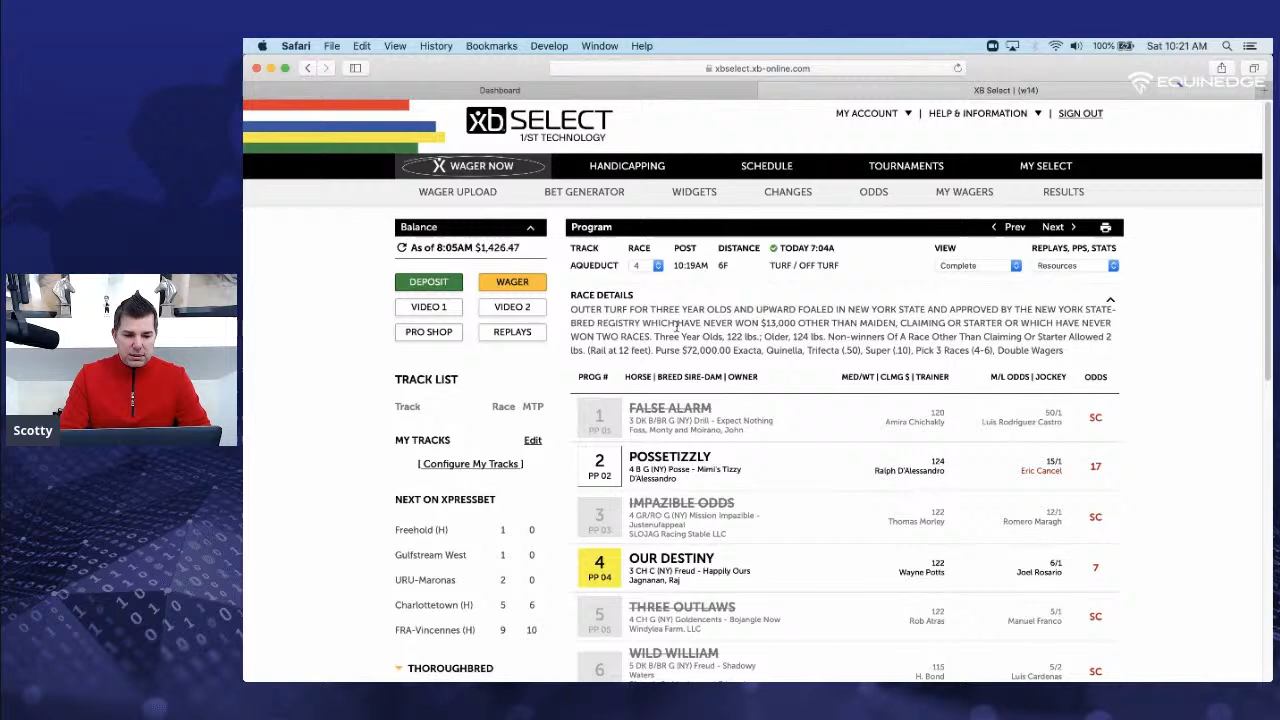 Safari File Edit View History Bookmarks Develop Window Help 100% Sat 10:21 AM
xbselect.xb-online.com
EQUINEDGE
Dashboard XB Select | (w14)
xb SELECT
1/ST TECHNOLOGY
MY ACCOUNT | HELP & INFORMATION | SIGN OUT
X WAGER NOW HANDICAPPING SCHEDULE TOURNAMENTS MY SELECT
WAGER UPLOAD BET GENERATOR WIDGETS CHANGES ODDS MY WAGERS RESULTS
Balance
As of 8:05AM $1,426.47
DEPOSIT WAGER
VIDEO 1 VIDEO 2
PRO SHOP REPLAYS
TRACK LIST
Track Race MTP
MY TRACKS Edit
[ Configure My Tracks ]
NEXT ON XPRESSBET
Freehold (H) 1 0
Gulfstream West 1 0
URU-Maronas 2 0
Charlottetown (H) 5 6
FRA-Vincennes (H) 9 10
THOROUGHBRED
Program Prev Next
TRACK RACE POST DISTANCE TODAY 7:04A VIEW REPLAYS, PPS, STATS
AQUEDUCT 4 10:19AM 6F TURF / OFF TURF Complete Resources
RACE DETAILS
OUTER TURF FOR THREE YEAR OLDS AND UPWARD FOALED IN NEW YORK STATE AND APPROVED BY THE NEW YORK STATE-
BRED REGISTRY WHICH HAVE NEVER WON $13,000 OTHER THAN MAIDEN, CLAIMING OR STARTER OR WHICH HAVE NEVER
WON TWO RACES. Three Year Olds, 122 lbs.; Older, 124 lbs. Non-winners Of A Race Other Than Claiming Or Starter Allowed 2
lbs. (Rail at 12 feet). Purse $72,000.00 Exacta, Quinella, Trifecta (.50), Super (.10), Pick 3 Races (4-6), Double Wagers
PROG # HORSE | BREED SIRE-DAM | OWNER MED/WT | CLMG $ | TRAINER M/L ODDS | JOCKEY ODDS
1 PP 01
FALSE ALARM
3 DK B/BR G (NY) Drill - Expect Nothing
Foss, Monty and Moirano, John
120
Amira Chichakly
50/1
Luis Rodriguez Castro
SC
2 PP 02
POSSETIZZLY
4 B G (NY) Posse - Mimi's Tizzy
D'Alessandro
124
Ralph D'Alessandro
15/1
Eric Cancel
17
3 PP 03
IMPAZIBLE ODDS
4 GR/RO G (NY) Mission Impazible -
Justenufappeal
SLOJAG Racing Stable LLC
122
Thomas Morley
12/1
Romero Maragh
SC
4 PP 04
OUR DESTINY
3 CH C (NY) Freud - Happily Ours
Jagnanan, Raj
122
Wayne Potts
6/1
Joel Rosario
7
5 PP 05
THREE OUTLAWS
4 CH G (NY) Goldencents - Bojangle Now
Windylea Farm, LLC
122
Rob Atras
5/1
Manuel Franco
SC
6
WILD WILLIAM
5 DK B/BR G (NY) Freud - Shadowy
Waters
115
H. Bond
5/2
Luis Cardenas
SC
Scotty